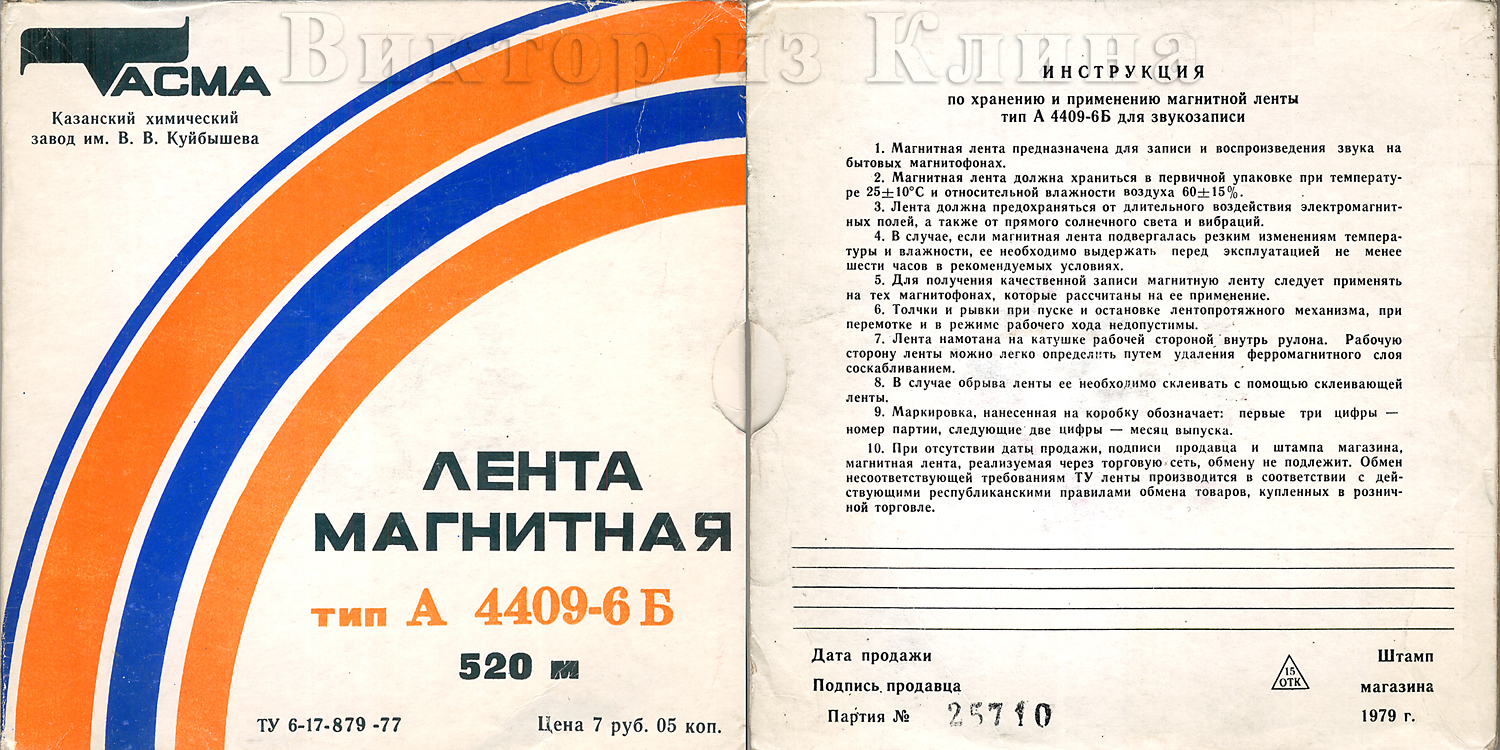 Виктор из Клина
ТАСМА
Казанский химический
завод им. В. В. Куйбышева
ЛЕНТА
МАГНИТНАЯ
тип А 4409-6 Б
520 м
ТУ 6-17-879 -77
Цена 7 руб. 05 коп.
ИНСТРУКЦИЯ
по хранению и применению магнитной ленты
тип А 4409-6Б для звукозаписи
1. Магнитная лента предназначена для записи и воспроизведения звука на
бытовых магнитофонах.
2. Магнитная лента должна храниться в первичной упаковке при температу-
ре 25±10°С и относительной влажности воздуха 60±15%.
3. Лента должна предохраняться от длительного воздействия электромагнит-
ных полей, а также от прямого солнечного света и вибраций.
4. В случае, если магнитная лента подвергалась резким изменениям темпера-
туры и влажности, ее необходимо выдержать перед эксплуатацией не менее
шести часов в рекомендуемых условиях.
5. Для получения качественной записи магнитную ленту следует применять
на тех магнитофонах, которые рассчитаны на ее применение.
6. Толчки и рывки при пуске и остановке лентопротяжного механизма, при
перемотке и в режиме рабочего хода недопустимы.
7. Лента намотана на катушке рабочей стороной внутрь рулона. Рабочую
сторону ленты можно легко определить путем удаления ферромагнитного слоя
соскабливанием.
8. В случае обрыва ленты ее необходимо склеивать с помощью склеивающей
ленты.
9. Маркировка, нанесенная на коробку обозначает: первые три цифры —
номер партии, следующие две цифры — месяц выпуска.
10. При отсутствии даты продажи, подписи продавца и штампа магазина,
магнитная лента, реализуемая через торговую сеть, обмену не подлежит. Обмен
несоответствующей требованиям ТУ ленты производится в соответствии с дей-
ствующими республиканскими правилами обмена товаров, купленных в рознич-
ной торговле.
Дата продажи
Подпись продавца
Партия № 25710
15
ОТК
Штамп
магазина
1979 г.